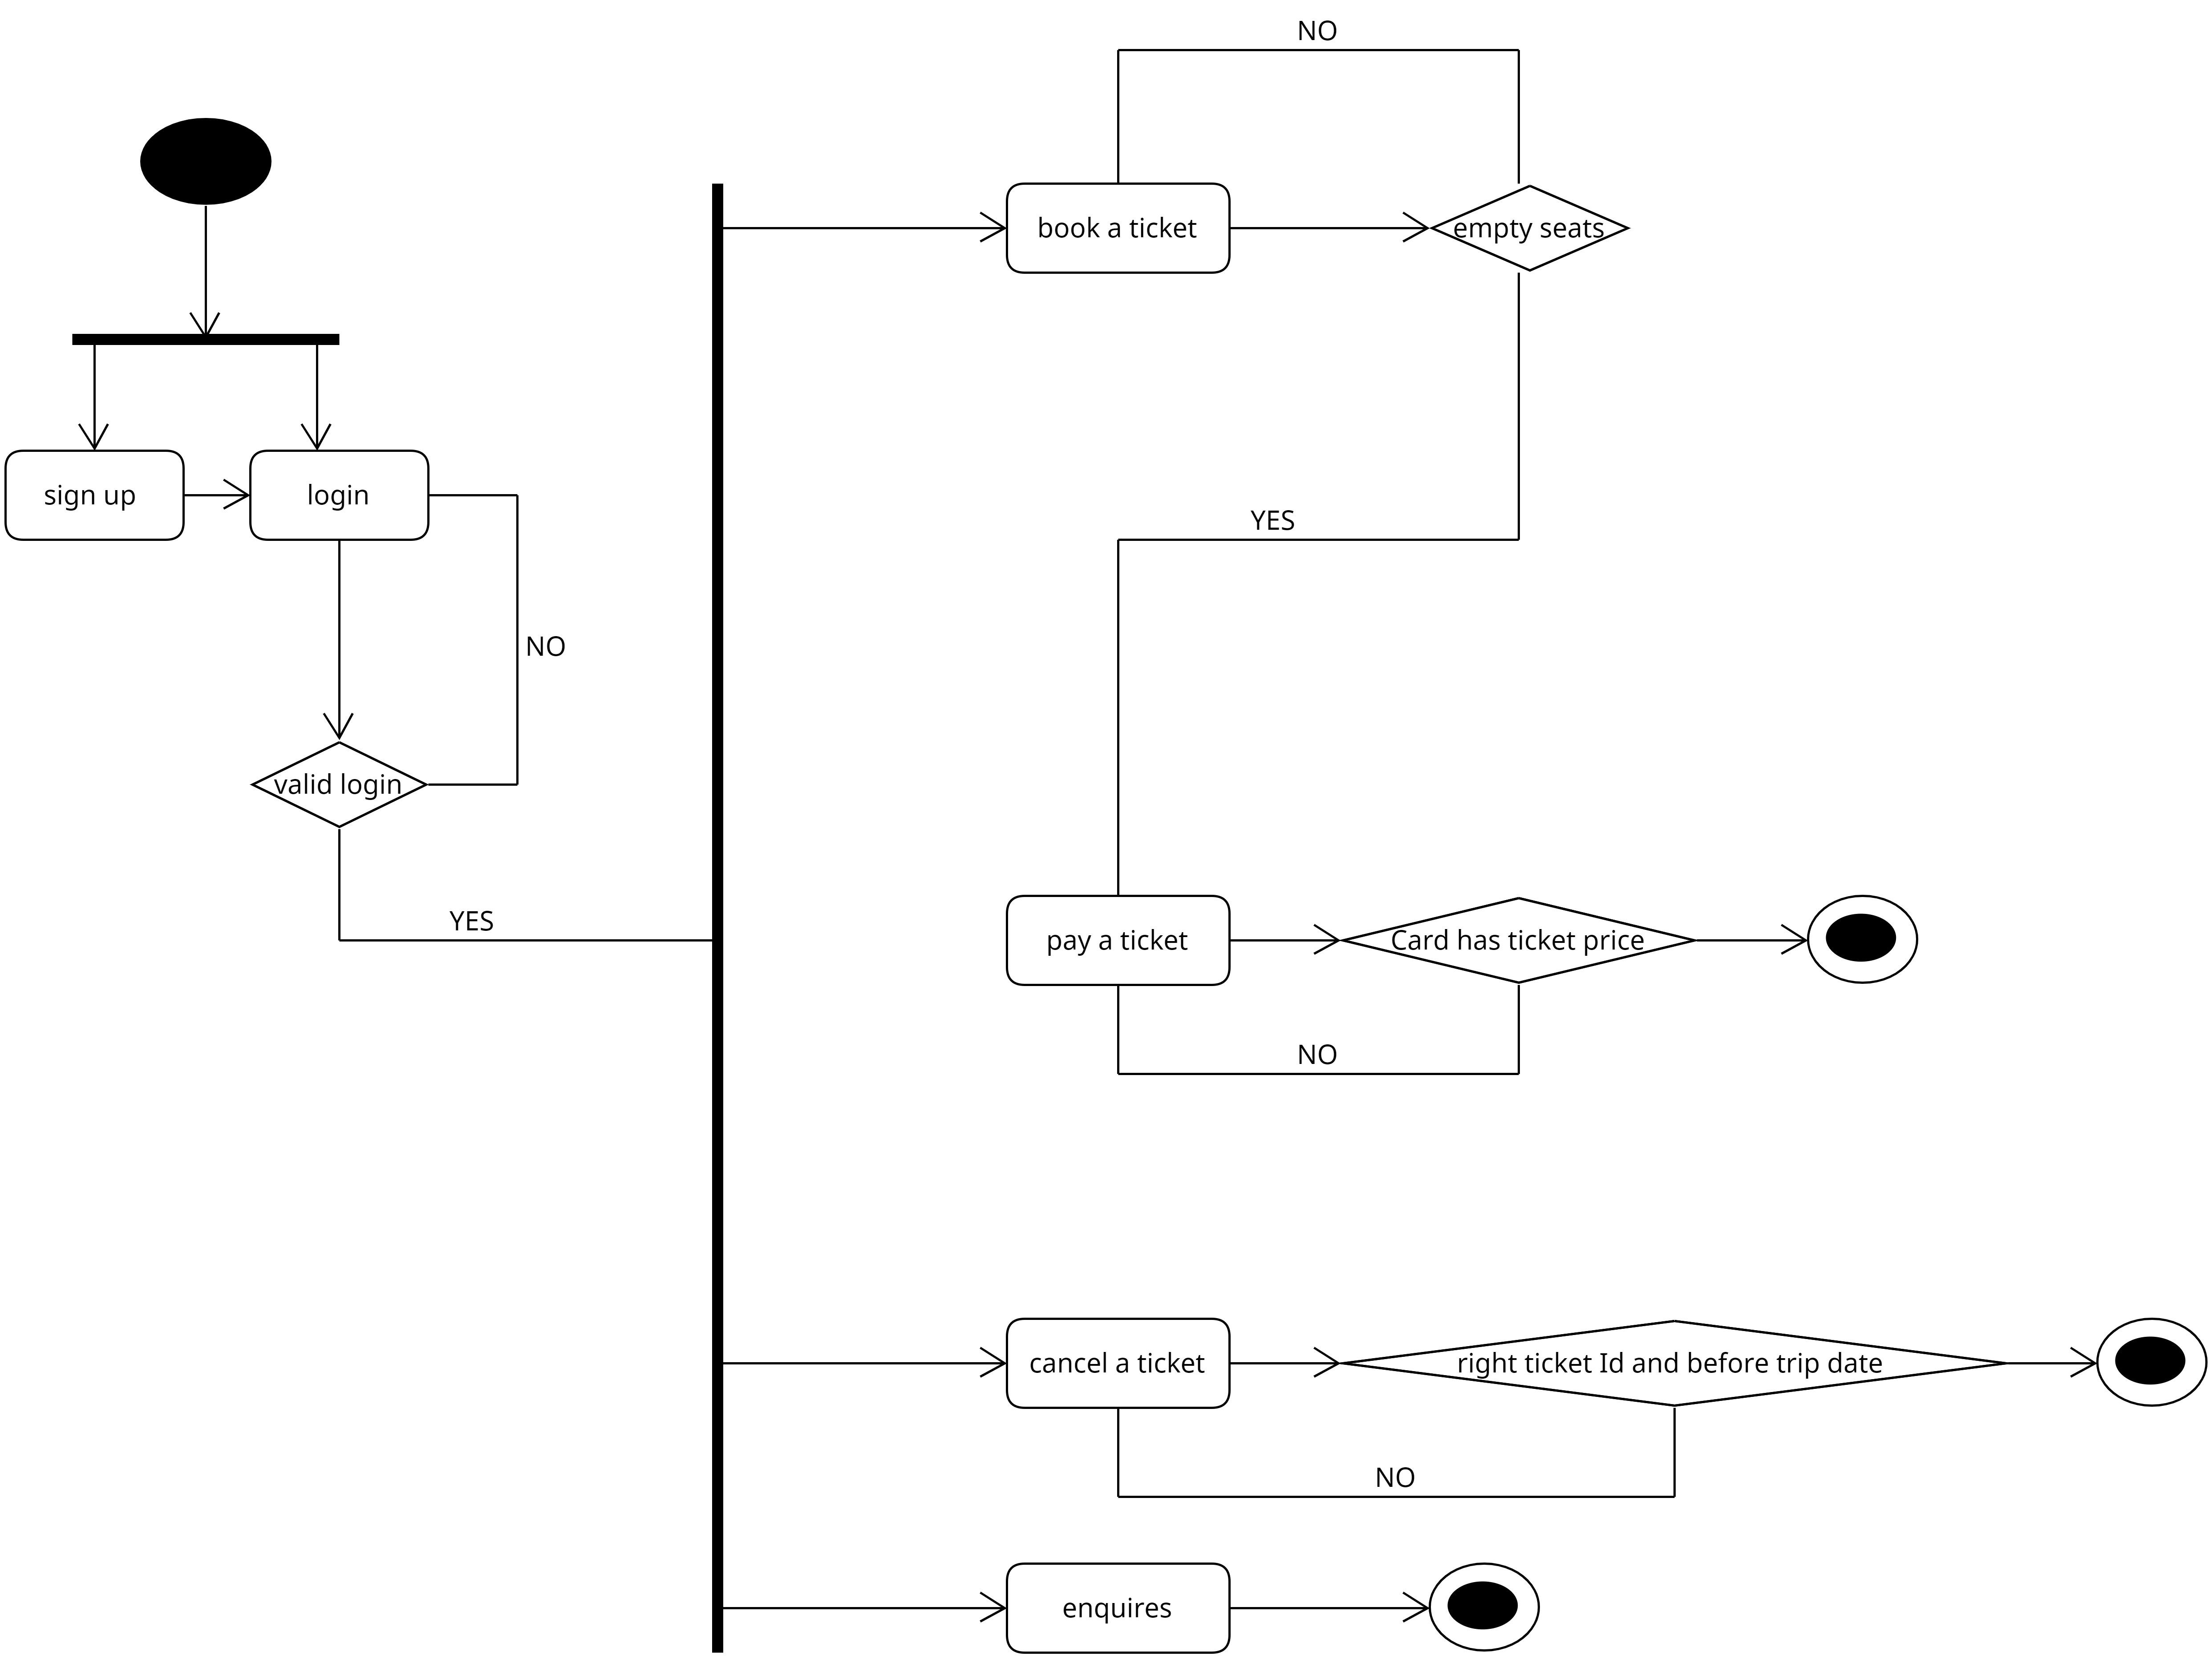 NO
book a ticket
empty seats
sign up
login
YES
NO
valid login
YES
pay a ticket
Card has ticket price
NO
cancel a ticket
right ticket Id and before trip date
NO
enquires